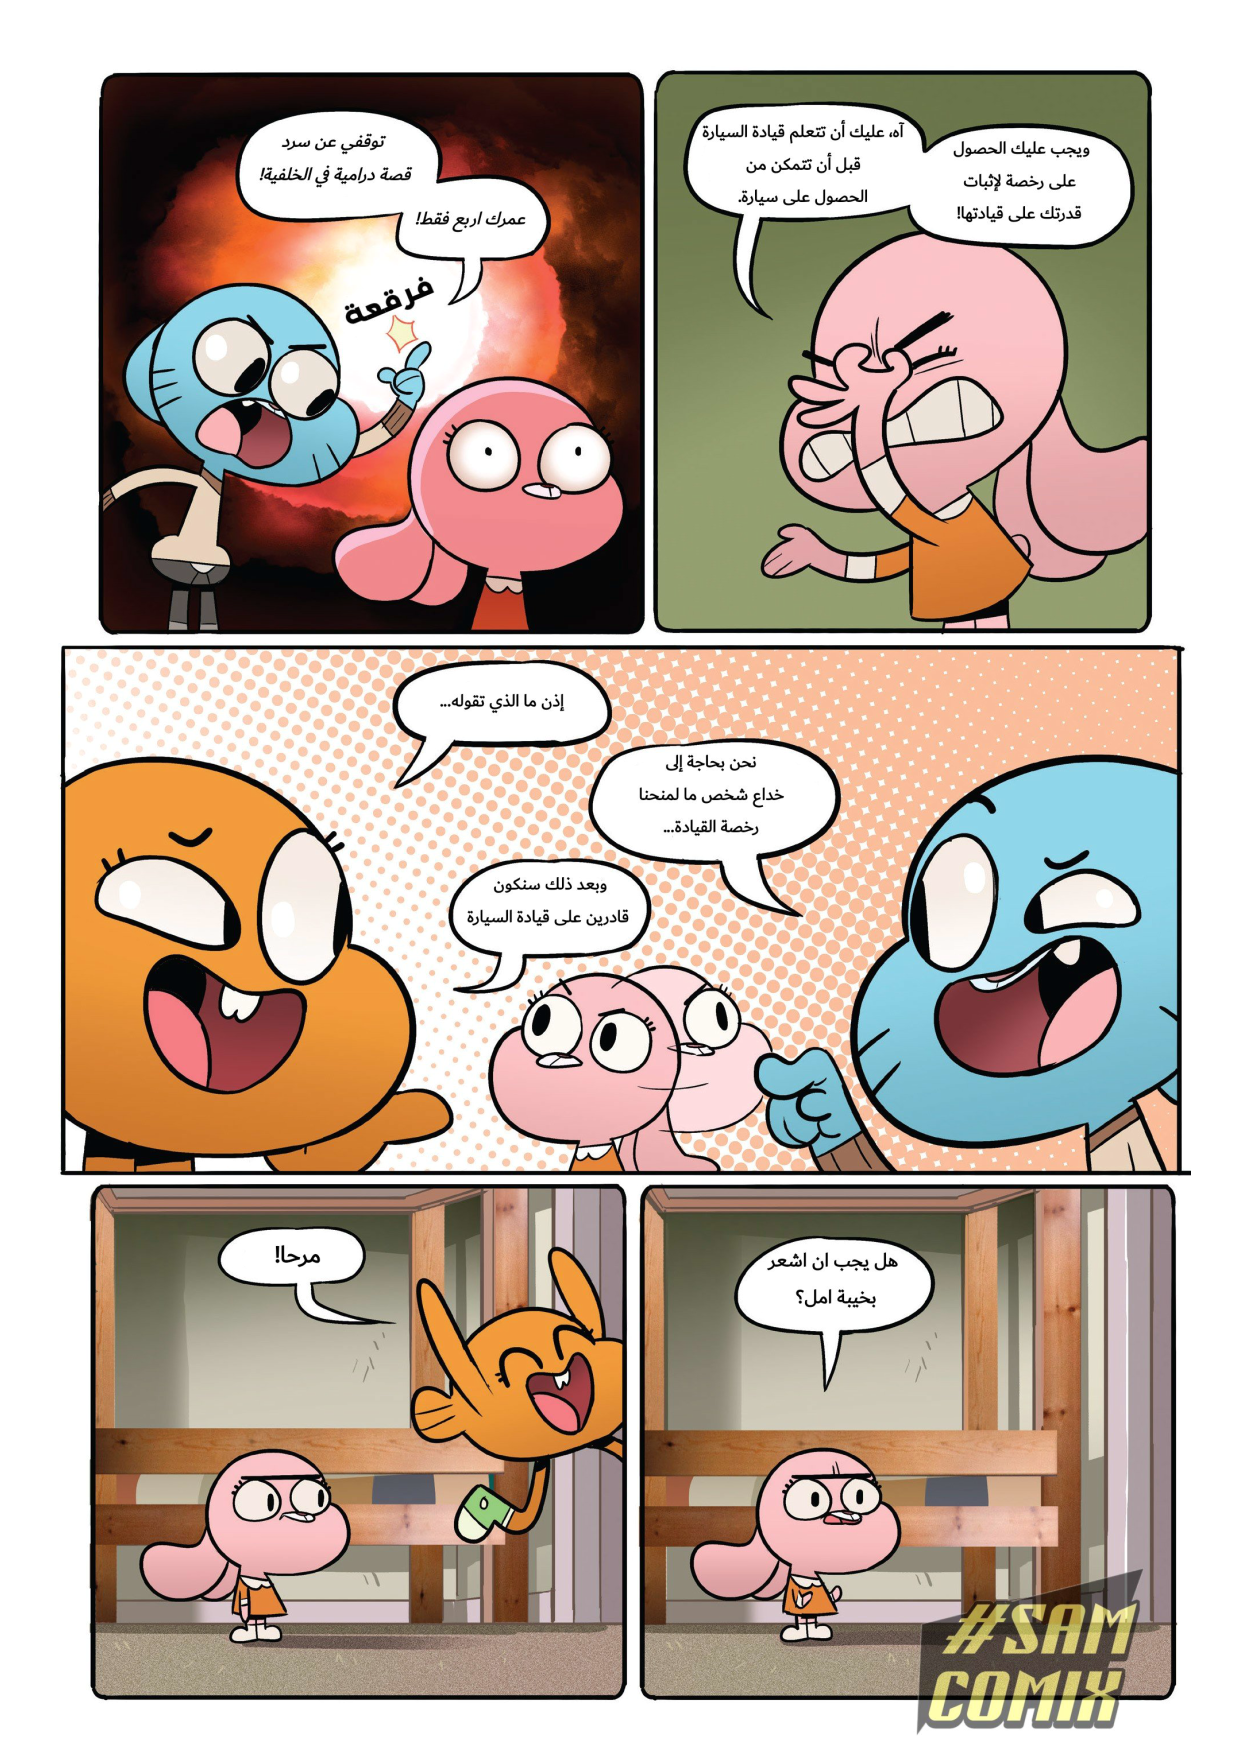 آه، عليك أن تتعلم قيادة السيارة
قبل أن تتمكن من
الحصول على سيارة.
ويجب عليك الحصول
على رخصة لإثبات
قدرتك على قيادتها!
توقفي عن سرد
قصة درامية في الخلفية!
عمرك اربع فقط!
فرقعة
إذن ما الذي تقوله...
نحن بحاجة إلى
خداع شخص ما لمنحنا
رخصة القيادة...
وبعد ذلك سنكون
قادرين على قيادة السيارة
هل يجب ان اشعر
بخيبة امل؟
مرحا!
#SAM
COMIX